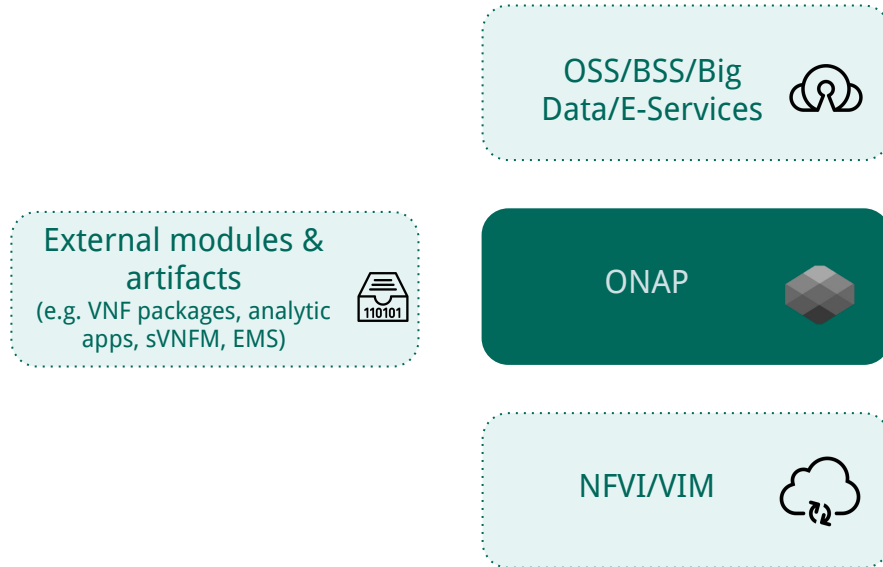 OSS/BSS/Big
Data/E-Services
External modules &
artifacts
(e.g. VNF packages, analytic
apps, sVNFM, EMS)
110101
ONAP
NFVI/VIM